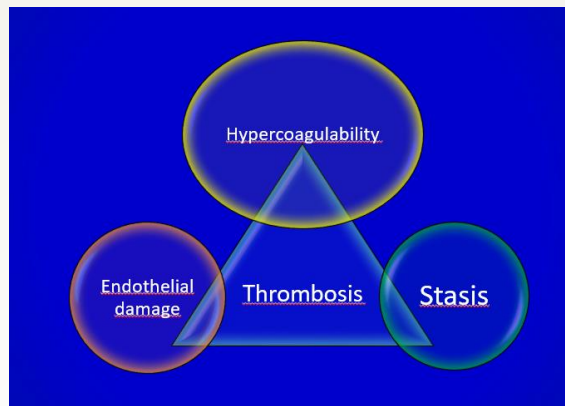 Hypercoagulability
Endothelial
damage
Thrombosis
Stasis